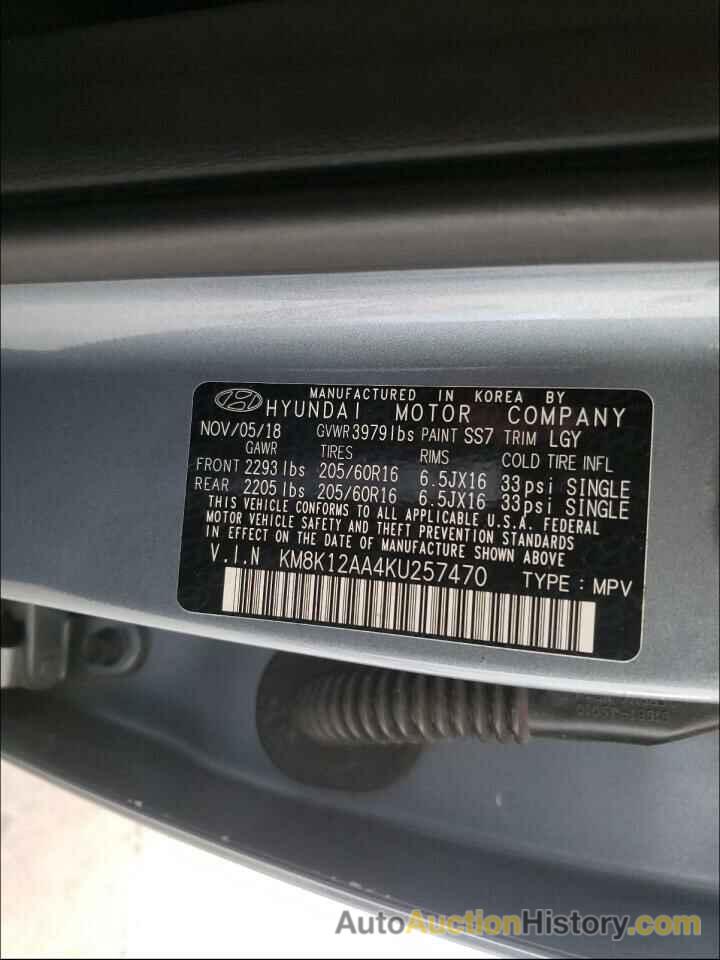 MANUFACTURED IN KOREA BY
HYUNDAI MOTOR COMPANY
NOV/05/18 GVWR 3979lbs PAINT SS7 TRIM LGY
GAWR TIRES RIMS COLD TIRE INFL
FRONT 2293 lbs 205/60R16 6.5JX16 33psi SINGLE
REAR 2205 lbs 205/60R16 6.5JX16 33psi SINGLE
THIS VEHICLE CONFORMS TO ALL APPLICABLE U.S.A. FEDERAL
MOTOR VEHICLE SAFETY AND THEFT PREVENTION STANDARDS
IN EFFECT ON THE DATE OF MANUFACTURE SHOWN ABOVE
V.I.N KM8K12AA4KU257470 TYPE : MPV
AutoAuctionHistory.com